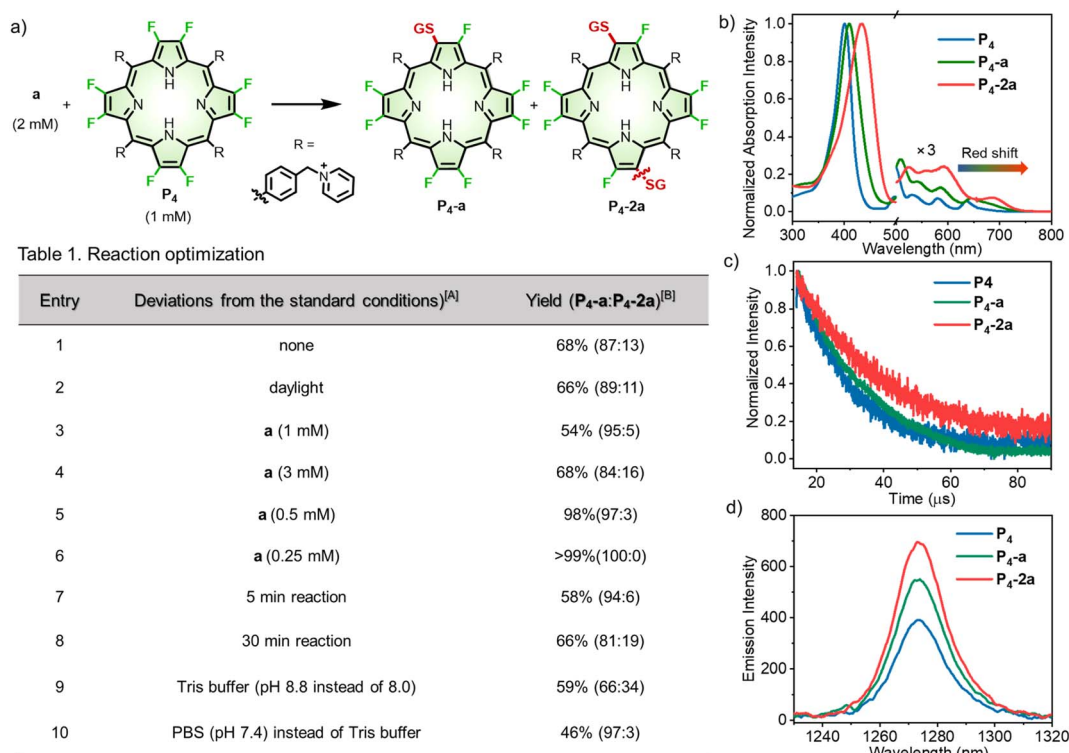 a)
GS
F
GS
F
F
F
R
R
R
R
R
R
N
H
F
F
F
F
F
F
a
+
N
N
N
N
+
N
N
(2 mM)
F
F
F
F
F
F
N
H
R
R
R =
R
R
R
R
F
F
N+
F
F
F
SG
P4
P4-a
P4-2a
(1 mM)
Table 1. Reaction optimization
Entry Deviations from the standard conditions)[A] Yield (P4-a:P4-2a)[B]
1 none 68% (87:13)
2 daylight 66% (89:11)
3 a (1 mM) 54% (95:5)
4 a (3 mM) 68% (84:16)
5 a (0.5 mM) 98%(97:3)
6 a (0.25 mM) >99%(100:0)
7 5 min reaction 58% (94:6)
8 30 min reaction 66% (81:19)
9 Tris buffer (pH 8.8 instead of 8.0) 59% (66:34)
10 PBS (pH 7.4) instead of Tris buffer 46% (97:3)
b)
Normalized Absorption Intensity
1.0
0.8
0.6
0.4
0.2
0.0
P4
P4-a
P4-2a
×3
Red shift
300 400 500 600 700 800
Wavelength (nm)
c)
Normalized Intensity
1.0
0.8
0.6
0.4
0.2
0.0
P4
P4-a
P4-2a
20 40 60 80
Time (μs)
d)
Emission Intensity
800
600
400
200
0
P4
P4-a
P4-2a
1240 1260 1280 1300 1320
Wavelength (nm)